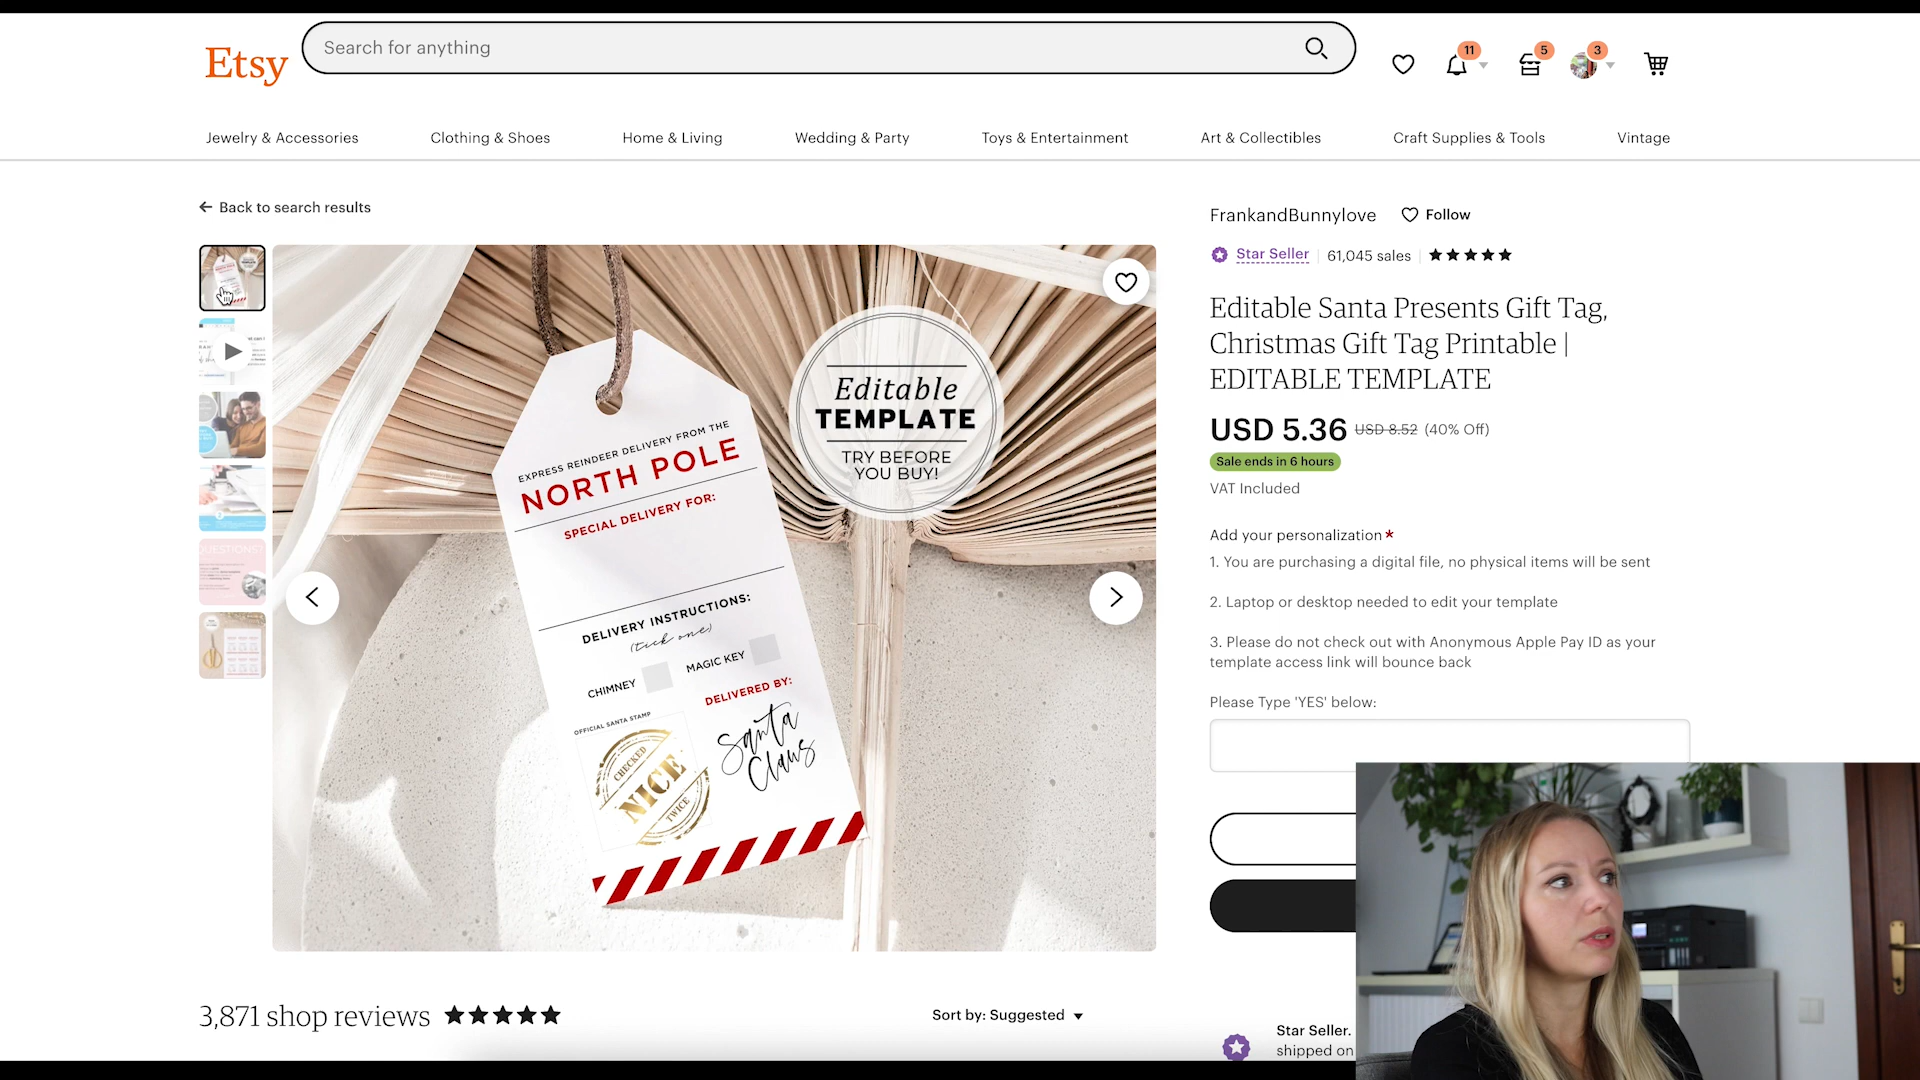 Etsy
Search for anything
11
5
3
Jewelry & Accessories
Clothing & Shoes
Home & Living
Wedding & Party
Toys & Entertainment
Art & Collectibles
Craft Supplies & Tools
Vintage
Back to search results
FrankandBunnylove
Follow
Star Seller
61,045 sales
Editable Santa Presents Gift Tag,
Christmas Gift Tag Printable |
EDITABLE TEMPLATE
USD 5.36 USD 8.52 (40% Off)
Sale ends in 6 hours
VAT Included
Add your personalization *
1. You are purchasing a digital file, no physical items will be sent
2. Laptop or desktop needed to edit your template
3. Please do not check out with Anonymous Apple Pay ID as your
template access link will bounce back
Please Type 'YES' below:
Editable
TEMPLATE
TRY BEFORE
YOU BUY!
EXPRESS REINDEER DELIVERY FROM THE
NORTH POLE
SPECIAL DELIVERY FOR:
DELIVERY INSTRUCTIONS:
(tick one)
CHIMNEY
MAGIC KEY
DELIVERED BY:
OFFICIAL SANTA STAMP
CHECKED
NICE
TWICE
Santa
Claus
QUESTIONS?
3,871 shop reviews
Sort by: Suggested
Star Seller.
shipped on